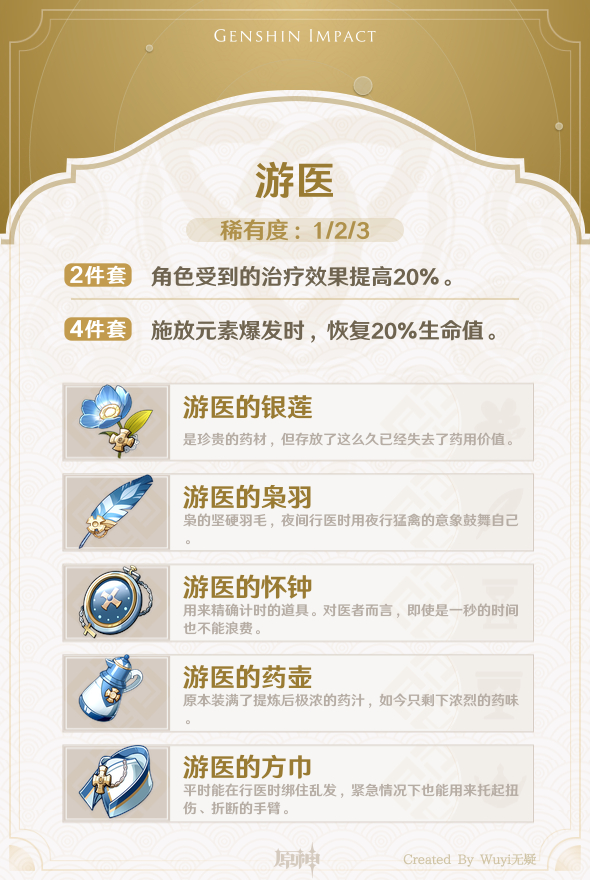 GENSHIN IMPACT
游医
稀有度：1/2/3
2件套 角色受到的治疗效果提高20%。
4件套 施放元素爆发时，恢复20%生命值。
游医的银莲
是珍贵的药材，但存放了这么久已经失去了药用价值。
游医的枭羽
枭的坚硬羽毛，夜间行医时用夜行猛禽的意象鼓舞自己
。
游医的怀钟
用来精确计时的道具。对医者而言，即使是一秒的时间
也不能浪费。
游医的药壶
原本装满了提炼后极浓的药汁，如今只剩下浓烈的药味
。
游医的方巾
平时能在行医时绑住乱发，紧急情况下也能用来托起扭
伤、折断的手臂。
原神
Created By Wuyi无疑